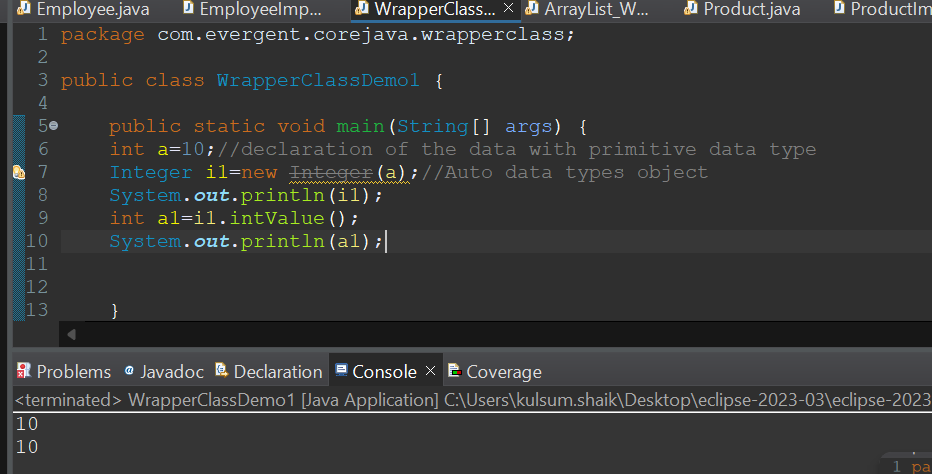 Employee.java EmployeeImp... WrapperClass... ArrayList_W... Product.java ProductIm
1 package com.evergent.corejava.wrapperclass;
2
3 public class WrapperClassDemo1 {
4
5 public static void main(String[] args) {
6 int a=10;//declaration of the data with primitive data type
7 Integer i1=new Integer(a);//Auto data types object
8 System.out.println(i1);
9 int a1=i1.intValue();
10 System.out.println(a1);
11
12
13 }
Problems Javadoc Declaration Console Coverage
<terminated> WrapperClassDemo1 [Java Application] C:\Users\kulsum.shaik\Desktop\eclipse-2023-03\eclipse-2023
10
10
1 pa